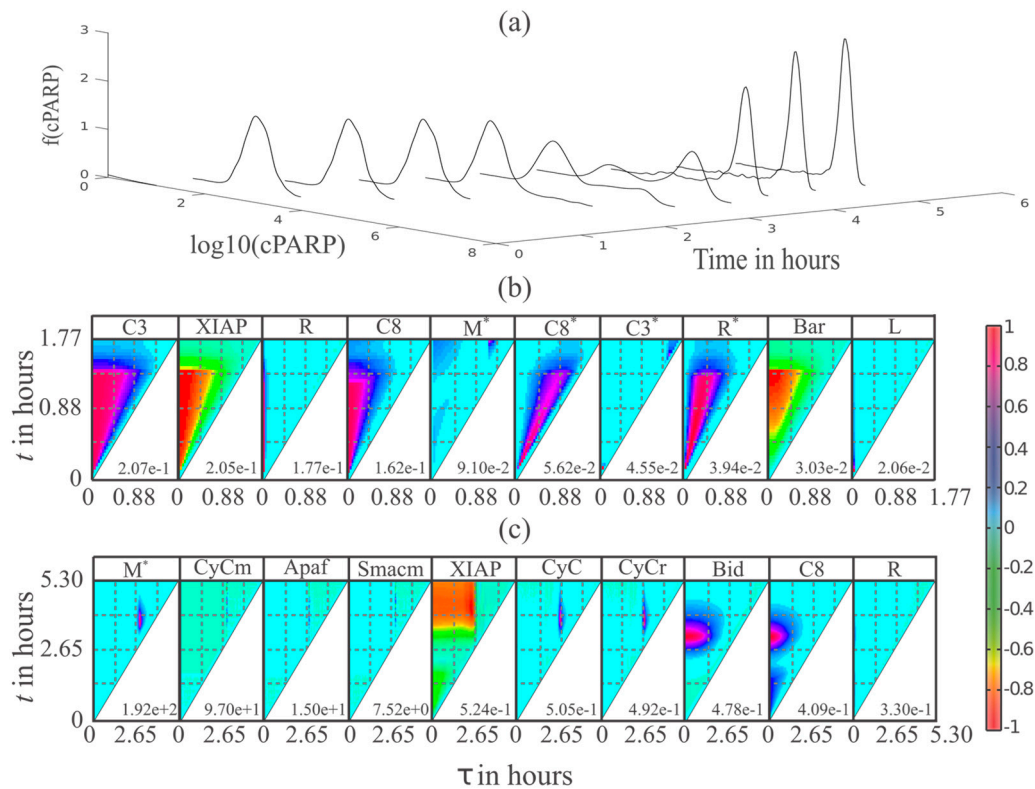 (a)
3
2
1
0
f(cPARP)
0
2
4
6
8
log10(cPARP)
0
1
2
3
4
5
6
Time in hours
(b)
C3 XIAP R C8 M* C8* C3* R* Bar L
1.77
0.88
0
t in hours
2.07e-1 2.05e-1 1.77e-1 1.62e-1 9.10e-2 5.62e-2 4.55e-2 3.94e-2 3.03e-2 2.06e-2
0 0.88 0 0.88 0 0.88 0 0.88 0 0.88 0 0.88 0 0.88 0 0.88 0 0.88 0 0.88 1.77
(c)
M* CyCm Apaf Smacm XIAP CyC CyCr Bid C8 R
5.30
2.65
0
t in hours
1.92e+2 9.70e+1 1.50e+1 7.52e+0 5.24e-1 5.05e-1 4.92e-1 4.78e-1 4.09e-1 3.30e-1
0 2.65 0 2.65 0 2.65 0 2.65 0 2.65 0 2.65 0 2.65 0 2.65 0 2.65 0 2.65 5.30
τ in hours
1
0.8
0.6
0.4
0.2
0
-0.2
-0.4
-0.6
-0.8
-1